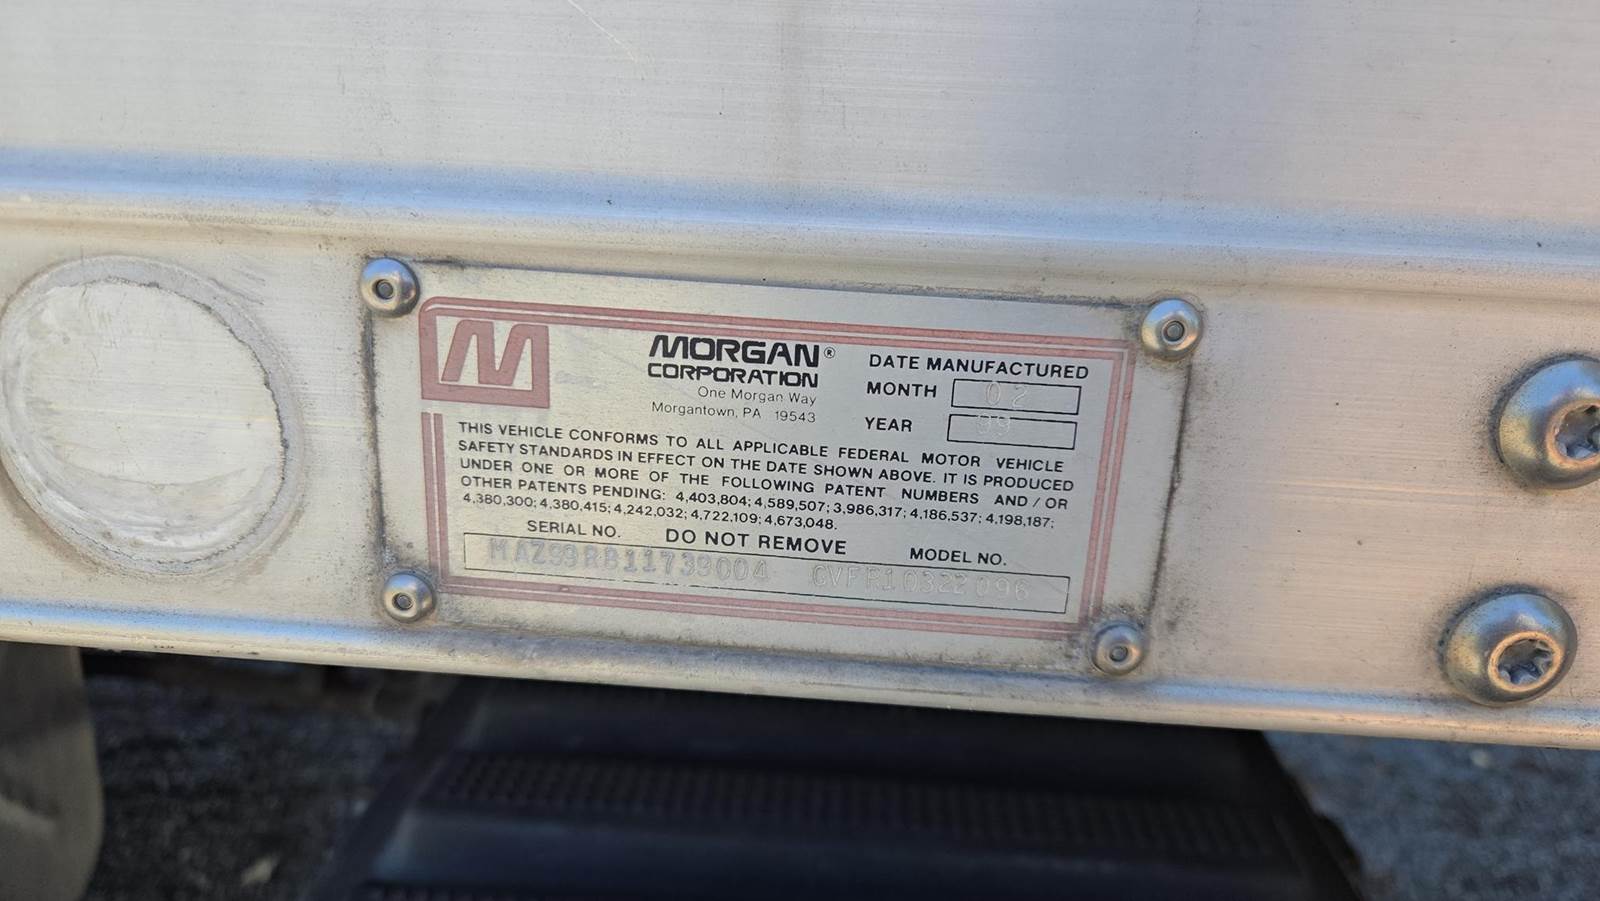 M
MORGAN®
CORPORATION
One Morgan Way
Morgantown, PA 19543
DATE MANUFACTURED
MONTH 02
YEAR 99
THIS VEHICLE CONFORMS TO ALL APPLICABLE FEDERAL MOTOR VEHICLE
SAFETY STANDARDS IN EFFECT ON THE DATE SHOWN ABOVE. IT IS PRODUCED
UNDER ONE OR MORE OF THE FOLLOWING PATENT NUMBERS AND/OR
OTHER PATENTS PENDING: 4,403,804; 4,589,507; 3,986,317; 4,186,537; 4,198,187;
4,380,300; 4,380,415; 4,242,032; 4,722,109; 4,673,048.
SERIAL NO. DO NOT REMOVE MODEL NO.
MAZ99RB11739004 GVFF10322096